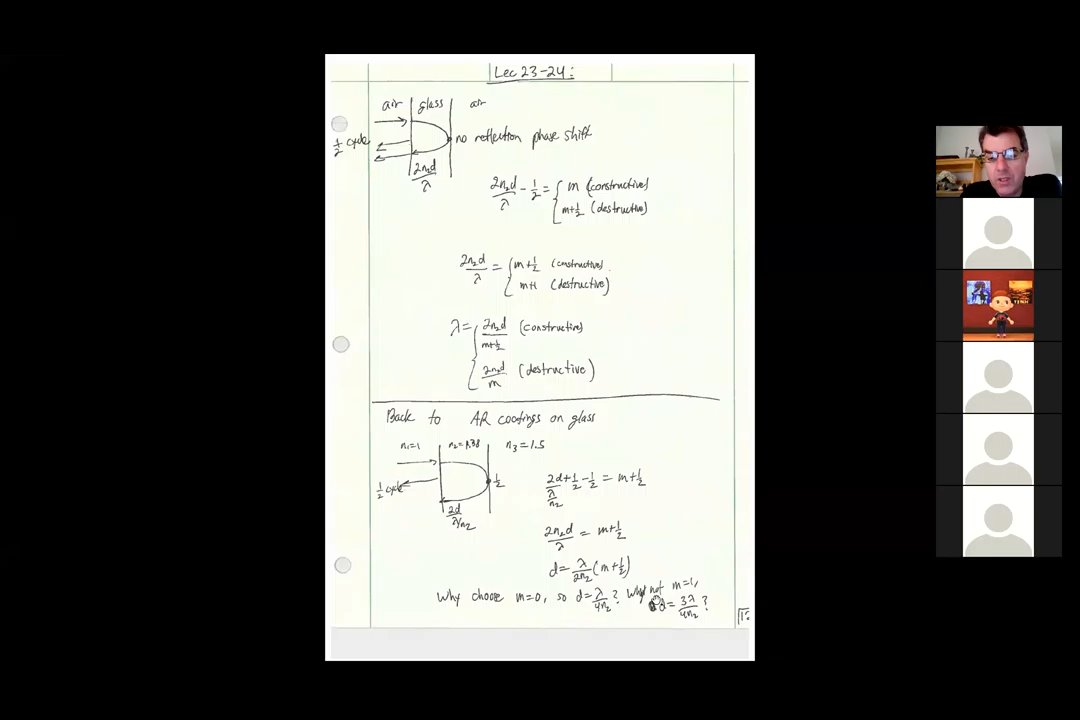 Lec 23-24:
air glass air
1/2 cycle
no reflection phase shift
2n₂d/λ
2n₂d/λ - 1/2 = { m (constructive)
m+1/2 (destructive)
2n₂d/λ = { m+1/2 (constructive)
m+1 (destructive)
λ = { 2n₂d/m+1/2 (constructive)
2n₂d/m (destructive)
Back to AR coatings on glass
n₁=1 n₂=1.38 n₃=1.5
1/2 cycle
1/2
2d/λ/n₂
2d/λ/n₂ + 1/2 - 1/2 = m+1/2
2n₂d/λ = m+1/2
d = λ/2n₂ (m+1/2)
Why choose m=0, so d=λ/4n₂? Why not m=1,
d=3λ/4n₂?